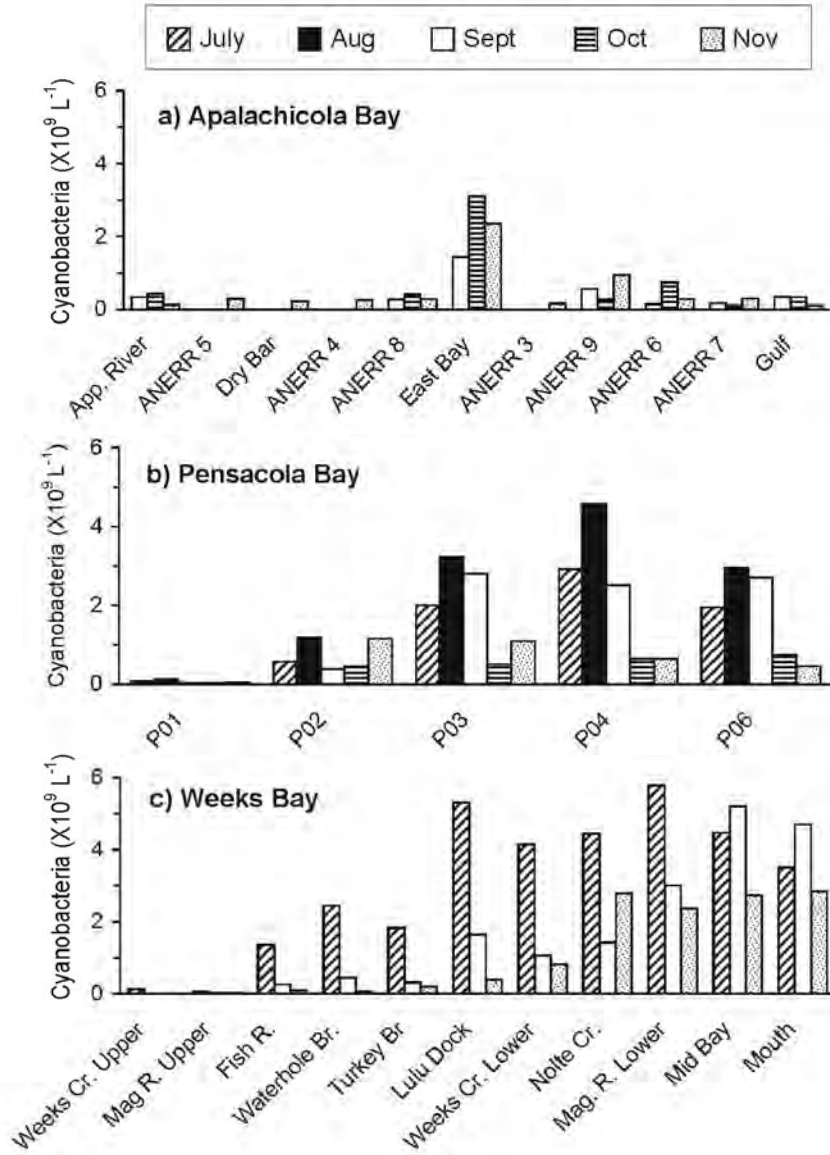 July Aug Sept Oct Nov
Cyanobacteria (X10⁹ L⁻¹)
6
4
2
0
a) Apalachicola Bay
App, River
ANERR 5
Dry Bar
ANERR 4
ANERR 8
East Bay
ANERR 3
ANERR 9
ANERR 6
ANERR 7
Gulf
Cyanobacteria (X10⁹ L⁻¹)
6
4
2
0
b) Pensacola Bay
P01
P02
P03
P04
P06
Cyanobacteria (X10⁹ L⁻¹)
6
4
2
0
c) Weeks Bay
Weeks Cr. Upper
Mag R. Upper
Fish R.
Waterhole Br.
Turkey Br
Lulu Dock
Weeks Cr. Lower
Nolte Cr.
Mag. R. Lower
Mid Bay
Mouth